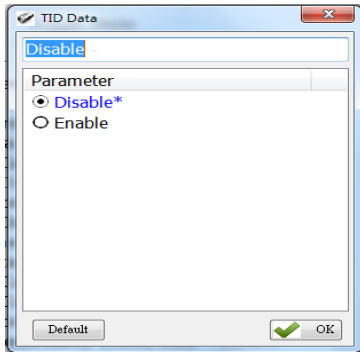 TID Data
Disable
Parameter
Disable*
Enable
Default
OK